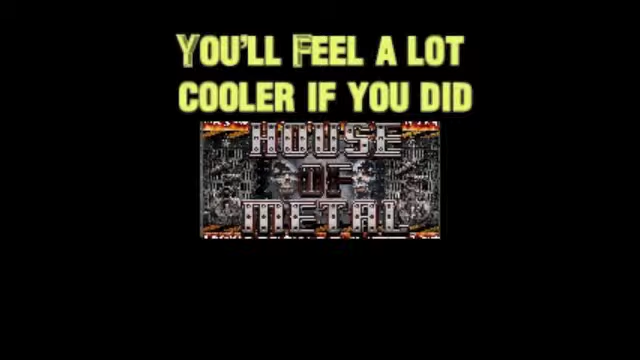 You'll Feel a lot
cooler if you did
HOUSE
OF
METAL